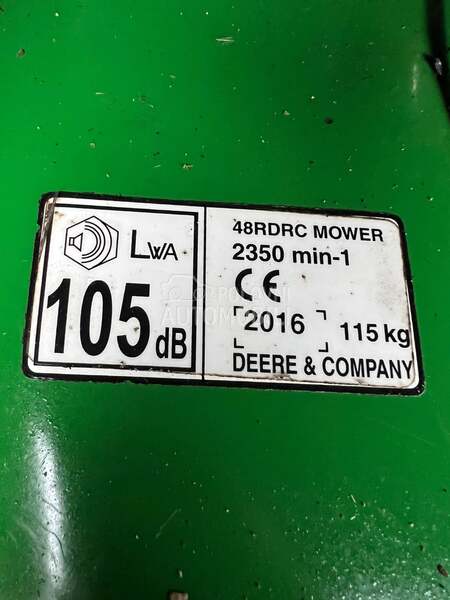 LWA
105 dB
48RDRC MOWER
2350 min-1
CE
2016 115 kg
DEERE & COMPANY